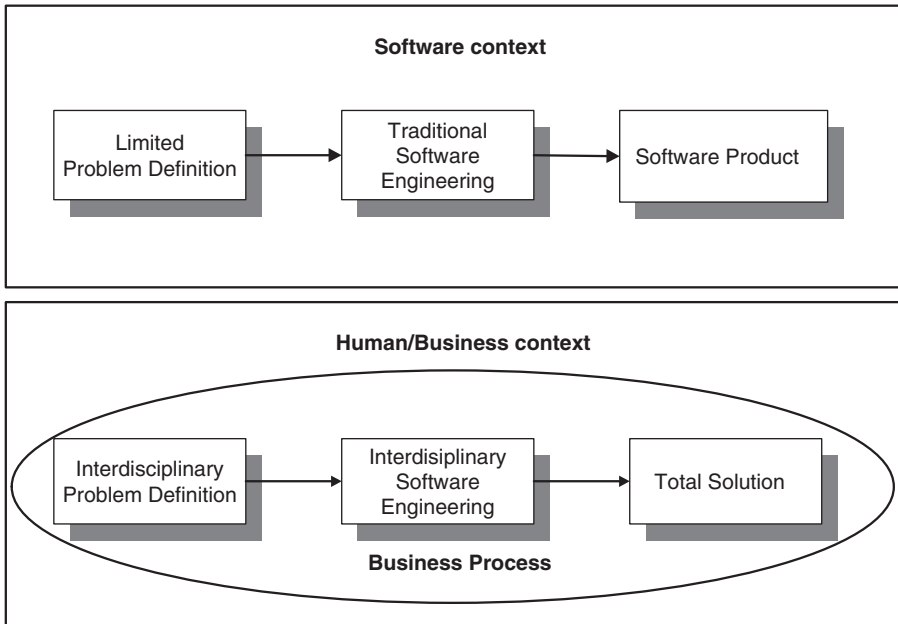 Software context
Limited
Problem Definition
Traditional
Software
Engineering
Software Product
Human/Business context
Interdisciplinary
Problem Definition
Interdisiplinary
Software
Engineering
Total Solution
Business Process